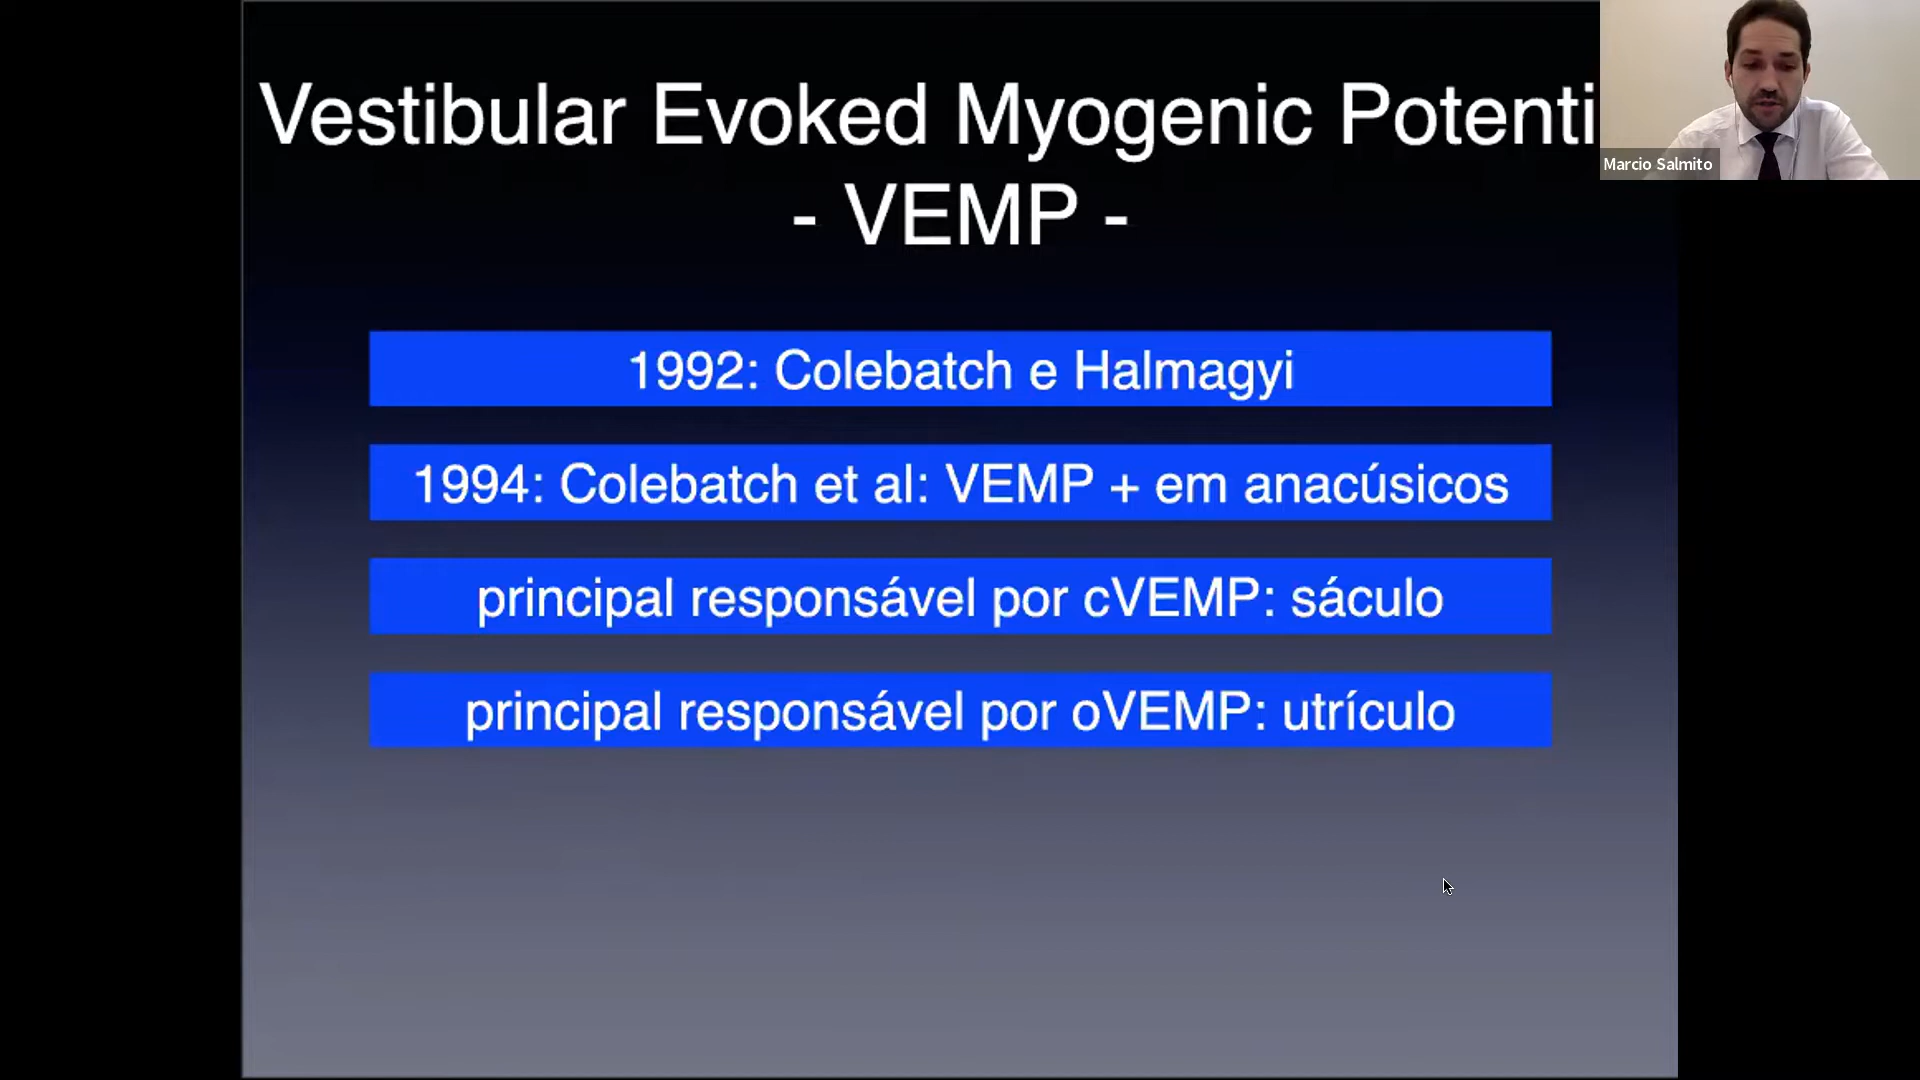 Vestibular Evoked Myogenic Potenti
- VEMP -
Marcio Salmito
1992: Colebatch e Halmagyi
1994: Colebatch et al: VEMP + em anacúsicos
principal responsável por cVEMP: sáculo
principal responsável por oVEMP: utrículo